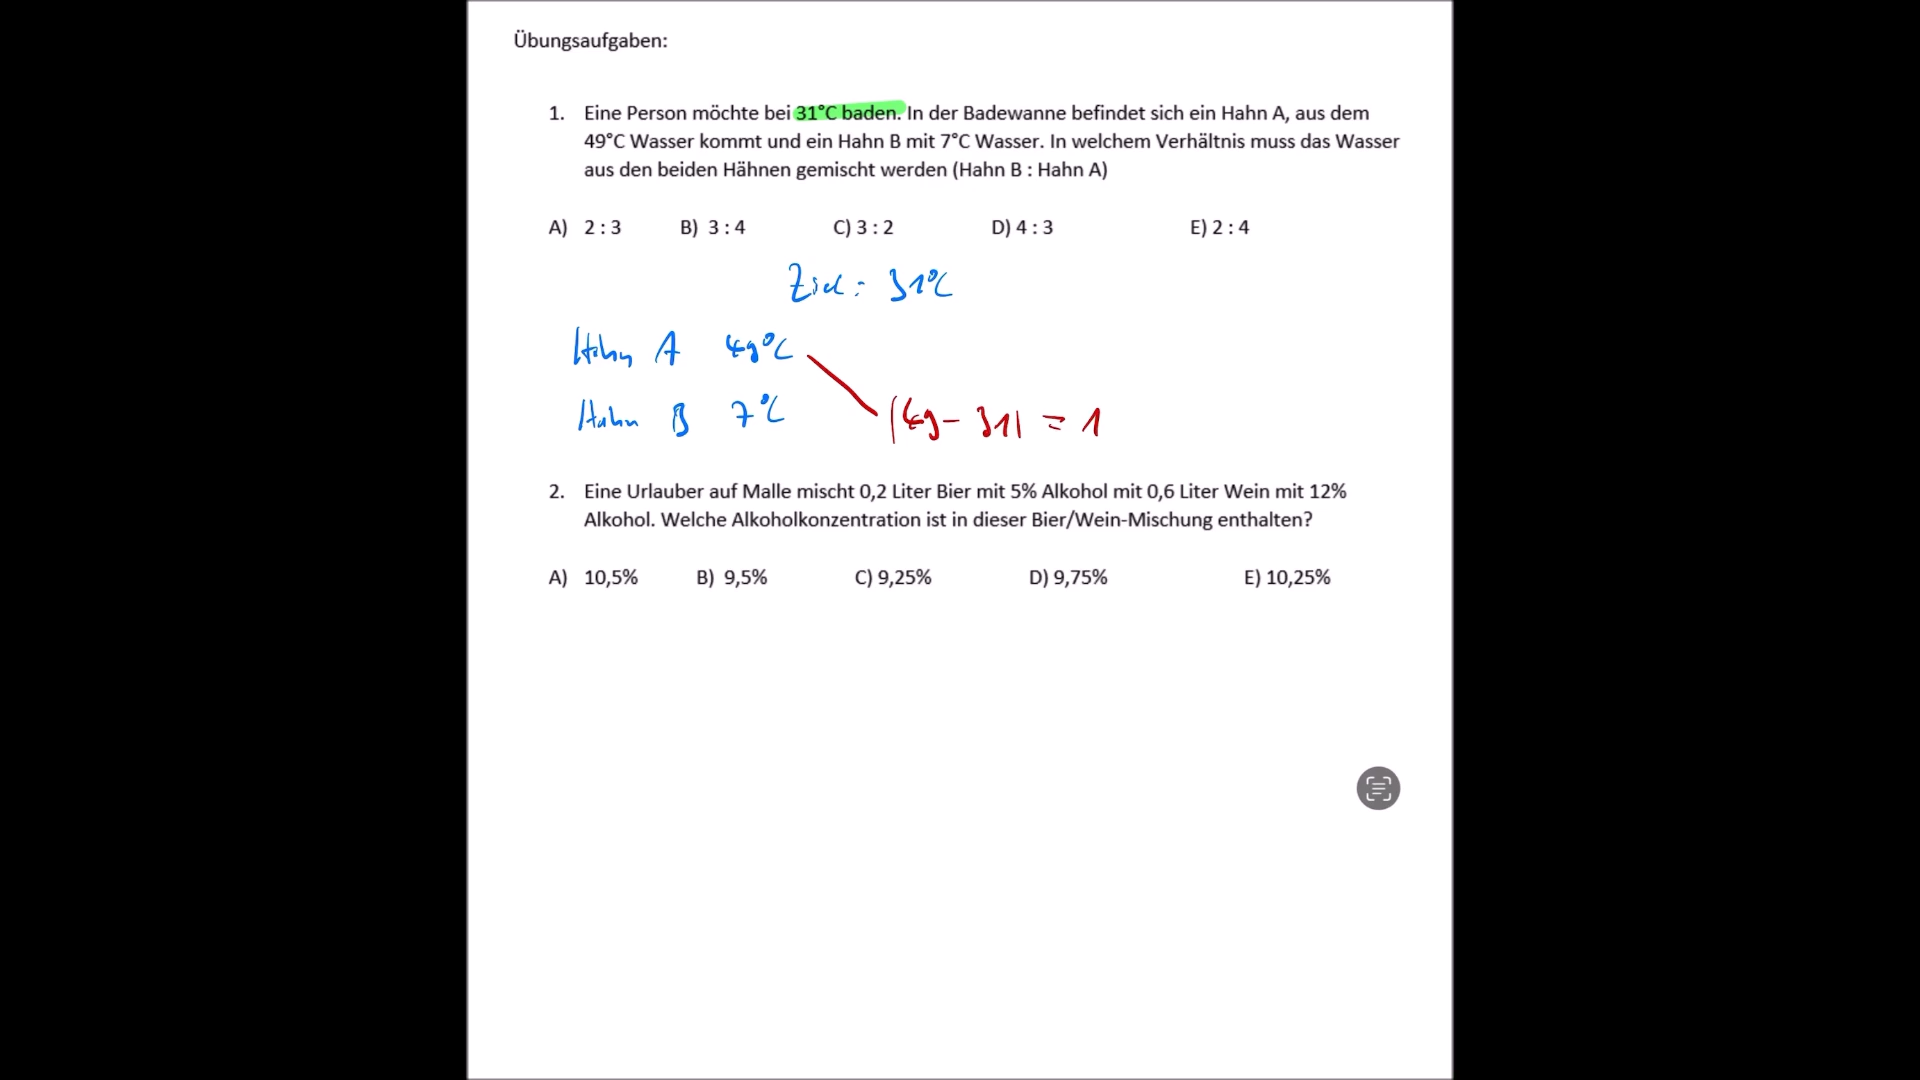 Übungsaufgaben:
1. Eine Person möchte bei 31°C baden. In der Badewanne befindet sich ein Hahn A, aus dem
49°C Wasser kommt und ein Hahn B mit 7°C Wasser. In welchem Verhältnis muss das Wasser
aus den beiden Hähnen gemischt werden (Hahn B : Hahn A)
A) 2 : 3 B) 3 : 4 C) 3 : 2 D) 4 : 3 E) 2 : 4
Ziel: 31°C
Hahn A 49°C
Hahn B 7°C |49-31| = 1
2. Eine Urlauber auf Malle mischt 0,2 Liter Bier mit 5% Alkohol mit 0,6 Liter Wein mit 12%
Alkohol. Welche Alkoholkonzentration ist in dieser Bier/Wein-Mischung enthalten?
A) 10,5% B) 9,5% C) 9,25% D) 9,75% E) 10,25%